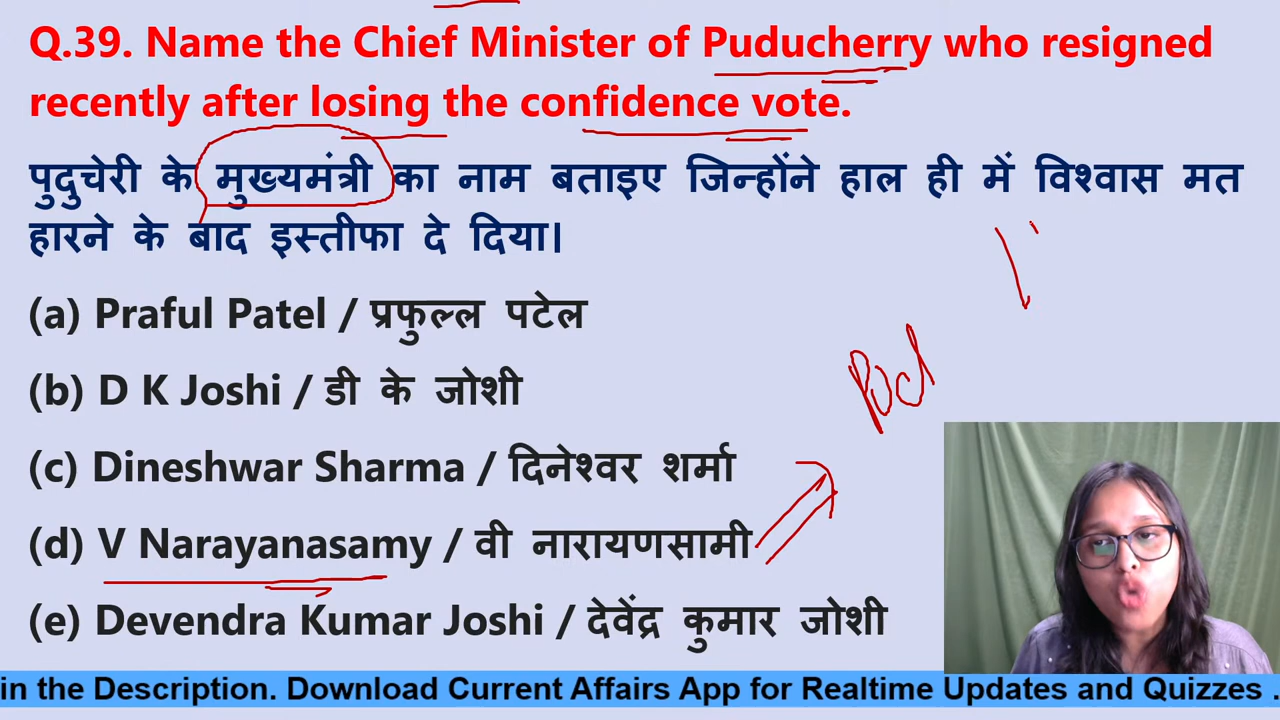 Q.39. Name the Chief Minister of Puducherry who resigned
recently after losing the confidence vote.
पुदुचेरी के मुख्यमंत्री का नाम बताइए जिन्होंने हाल ही में विश्वास मत
हारने के बाद इस्तीफा दे दिया।
(a) Praful Patel / प्रफुल्ल पटेल
(b) D K Joshi / डी के जोशी
(c) Dineshwar Sharma / दिनेश्वर शर्मा
(d) V Narayanasamy / वी नारायणसामी
(e) Devendra Kumar Joshi / देवेंद्र कुमार जोशी
in the Description. Download Current Affairs App for Realtime Updates and Quizzes .